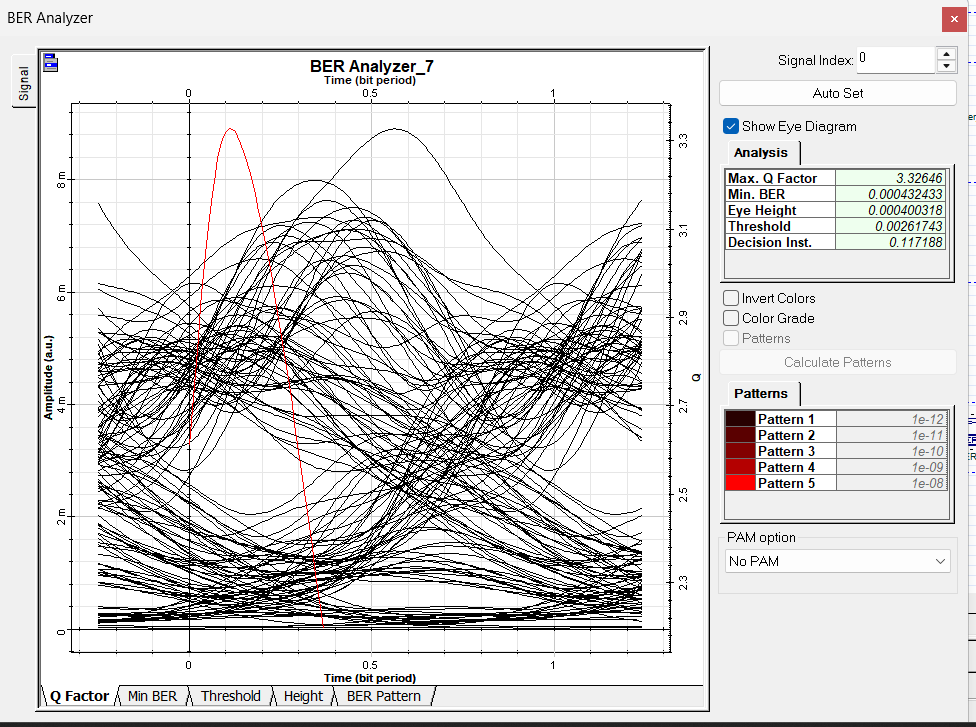 BER Analyzer
Signal
BER Analyzer_7
Time (bit period)
0 0.5 1
Amplitude (a.u.)
8 m
6 m
4 m
2 m
0
3.3
3.1
2.9
2.7
2.5
2.3
Q
0 0.5 1
Time (bit period)
Q Factor Min BER Threshold Height BER Pattern
Signal Index: 0
Auto Set
Show Eye Diagram
Analysis
Max. Q Factor 3.32646
Min. BER 0.000432433
Eye Height 0.000400318
Threshold 0.00261743
Decision Inst. 0.117188
Invert Colors
Color Grade
Patterns
Calculate Patterns
Patterns
Pattern 1 1e-12
Pattern 2 1e-11
Pattern 3 1e-10
Pattern 4 1e-09
Pattern 5 1e-08
PAM option
No PAM